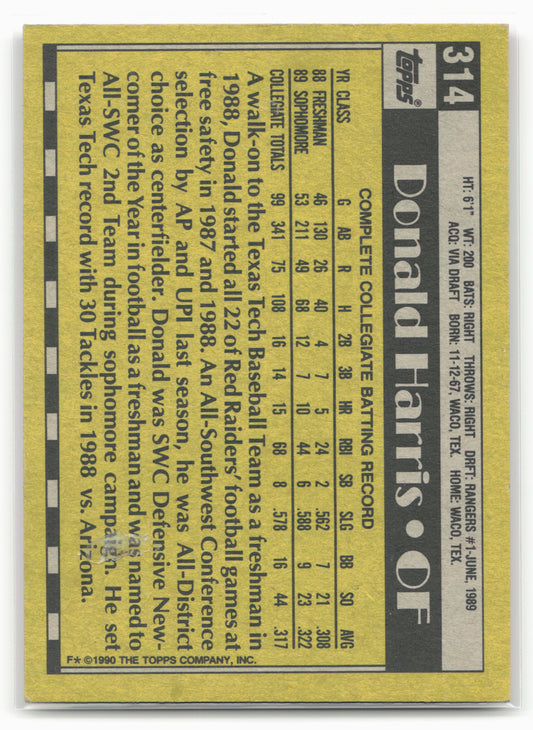 314
Topps®
HT: 6'1" WT: 200 BATS: RIGHT THROWS: RIGHT DRFT: RANGERS #1-JUNE, 1989
ACQ: VIA DRAFT BORN: 11-12-67, WACO, TEX. HOME: WACO, TEX.
Donald Harris • OF
COMPLETE COLLEGIATE BATTING RECORD
YR CLASS G AB R H 2B 3B HR RBI SB SLG BB SO AVG
88 FRESHMAN 46 130 26 40 4 7 5 24 2 .562 7 21 .308
89 SOPHOMORE 53 211 49 68 12 7 10 44 6 .588 9 23 .322
COLLEGIATE TOTALS 99 341 75 108 16 14 15 68 8 .578 16 44 .317
A walk-on to the Texas Tech Baseball Team as a freshman in
1988, Donald started all 22 of Red Raiders' football games at
free safety in 1987 and 1988. An All-Southwest Conference
selection by AP and UPI last season, he was All-District
choice as centerfielder. Donald was SWC Defensive New-
comer of the Year in football as a freshman and was named to
All-SWC 2nd Team during sophomore campaign. He set
Texas Tech record with 30 Tackles in 1988 vs. Arizona.
F* ©1990 THE TOPPS COMPANY, INC.